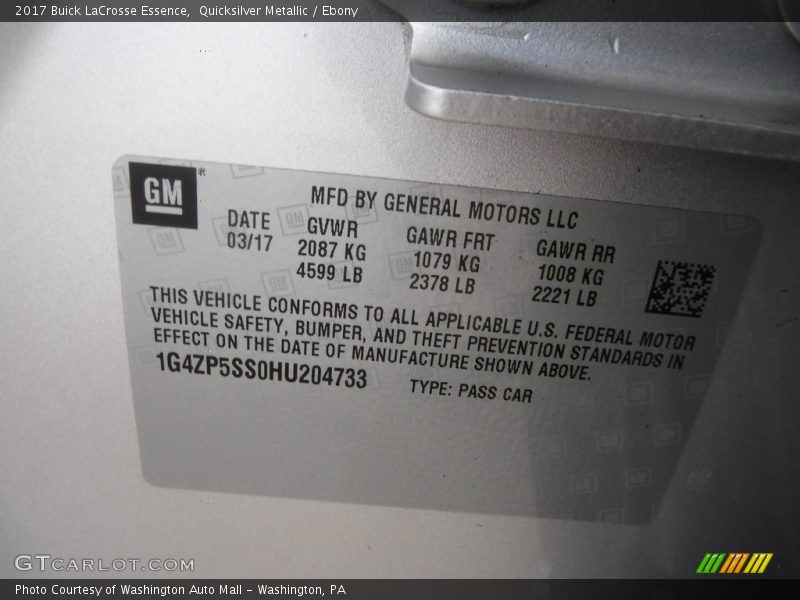 2017 Buick LaCrosse Essence, Quicksilver Metallic / Ebony
GM®
MFD BY GENERAL MOTORS LLC
DATE GVWR GAWR FRT GAWR RR
03/17 2087 KG 1079 KG 1008 KG
4599 LB 2378 LB 2221 LB
THIS VEHICLE CONFORMS TO ALL APPLICABLE U.S. FEDERAL MOTOR
VEHICLE SAFETY, BUMPER, AND THEFT PREVENTION STANDARDS IN
EFFECT ON THE DATE OF MANUFACTURE SHOWN ABOVE.
1G4ZP5SS0HU204733 TYPE: PASS CAR
GTCARLOT.COM
Photo Courtesy of Washington Auto Mall - Washington, PA